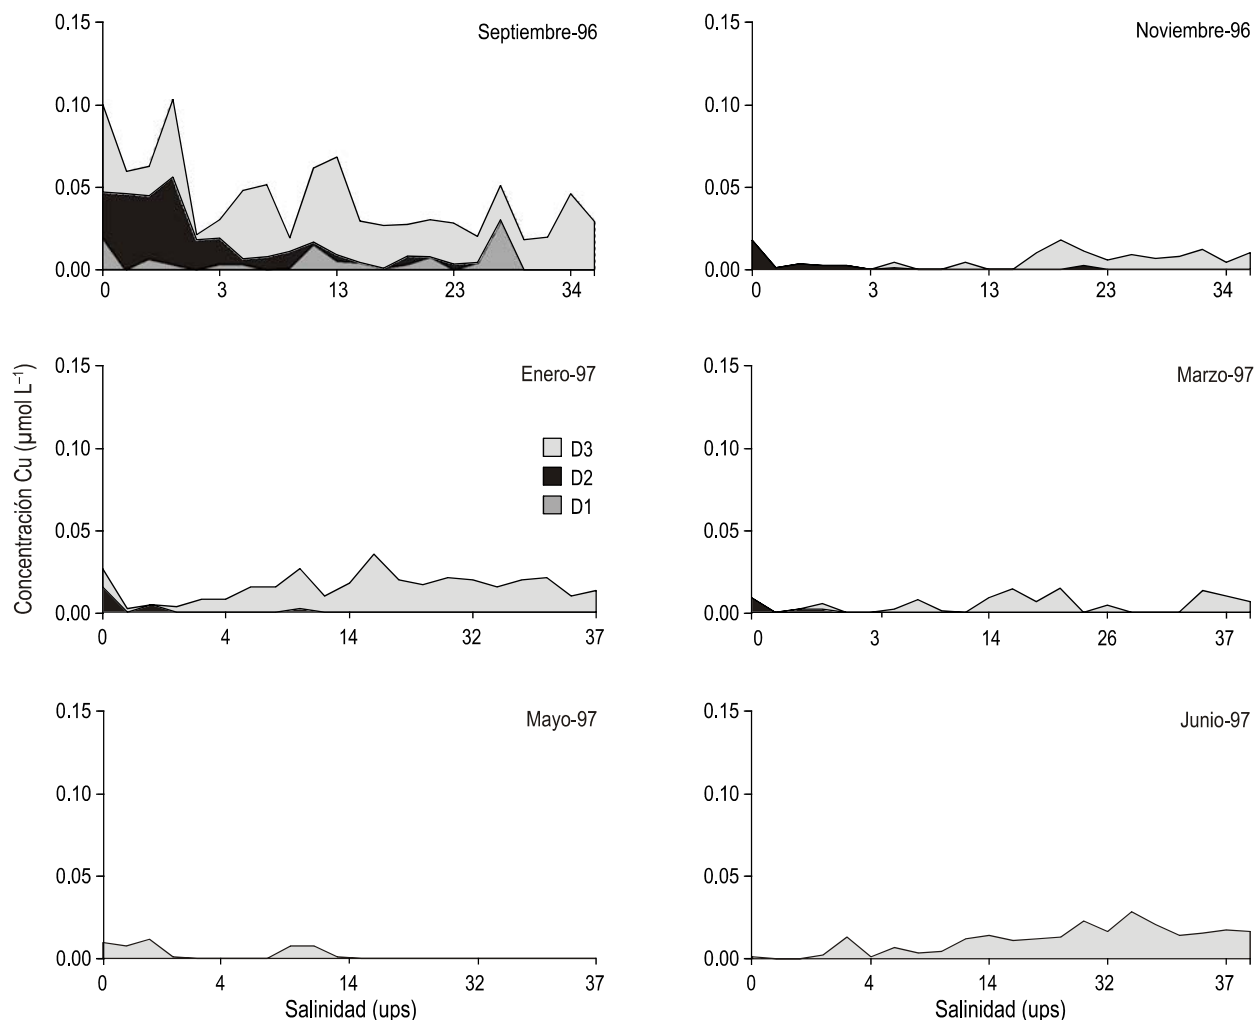 0.15
Septiembre-96
0.10
0.05
0.00
0 3 13 23 34
0.15
Noviembre-96
0.10
0.05
0.00
0 3 13 23 34
Concentración Cu (µmol L⁻¹)
0.15
Enero-97
0.10
D3
D2
D1
0.05
0.00
0 4 14 32 37
0.15
Marzo-97
0.10
0.05
0.00
0 3 14 26 37
0.15
Mayo-97
0.10
0.05
0.00
0 4 14 32 37
Salinidad (ups)
0.15
Junio-97
0.10
0.05
0.00
0 4 14 32 37
Salinidad (ups)